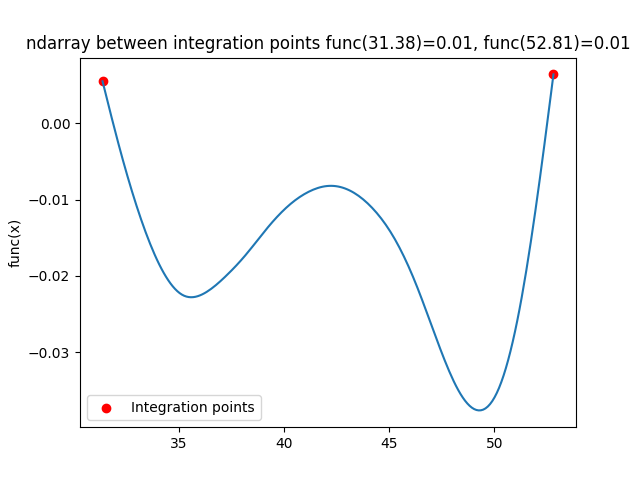 ndarray between integration points func(31.38)=0.01, func(52.81)=0.01
func(x)
0.00
−0.01
−0.02
−0.03
Integration points
35 40 45 50